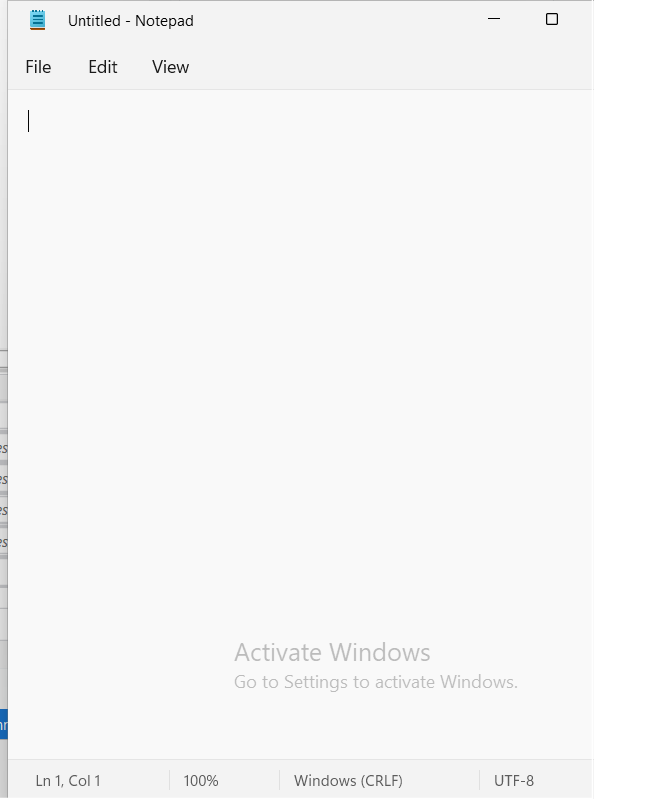 Untitled - Notepad
File Edit View
Activate Windows
Go to Settings to activate Windows.
Ln 1, Col 1 100% Windows (CRLF) UTF-8